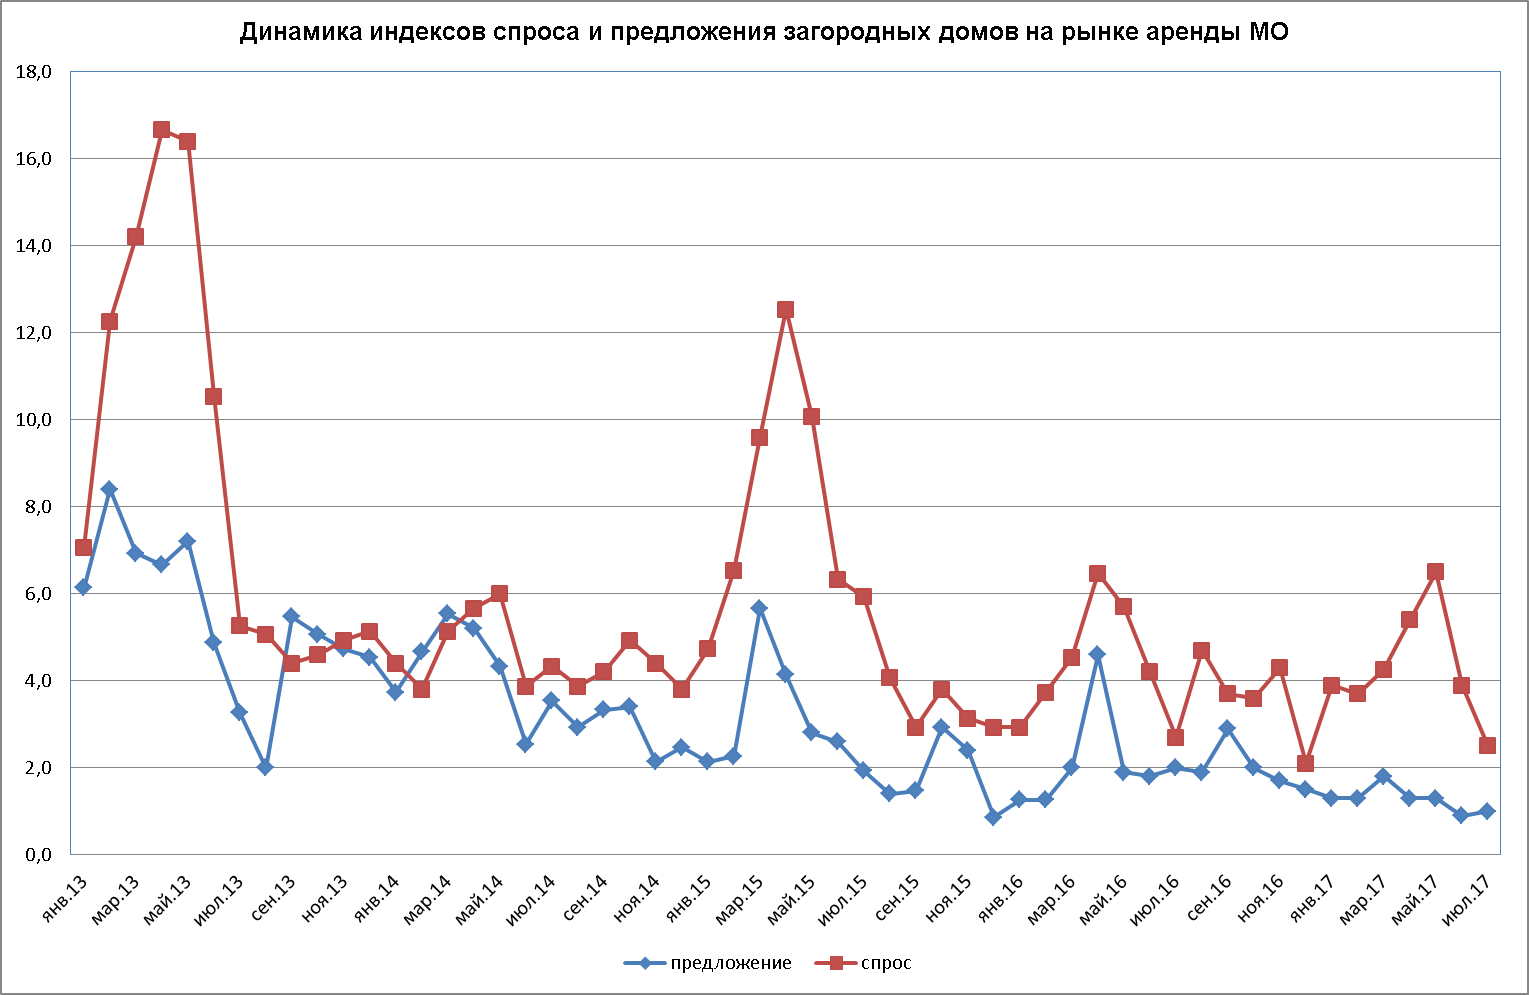 Динамика индексов спроса и предложения загородных домов на рынке аренды МО
18,0
16,0
14,0
12,0
10,0
8,0
6,0
4,0
2,0
0,0
янв.13
мар.13
май.13
июл.13
сен.13
ноя.13
янв.14
мар.14
май.14
июл.14
сен.14
ноя.14
янв.15
мар.15
май.15
июл.15
сен.15
ноя.15
янв.16
мар.16
май.16
июл.16
сен.16
ноя.16
янв.17
мар.17
май.17
июл.17
предложение
спрос